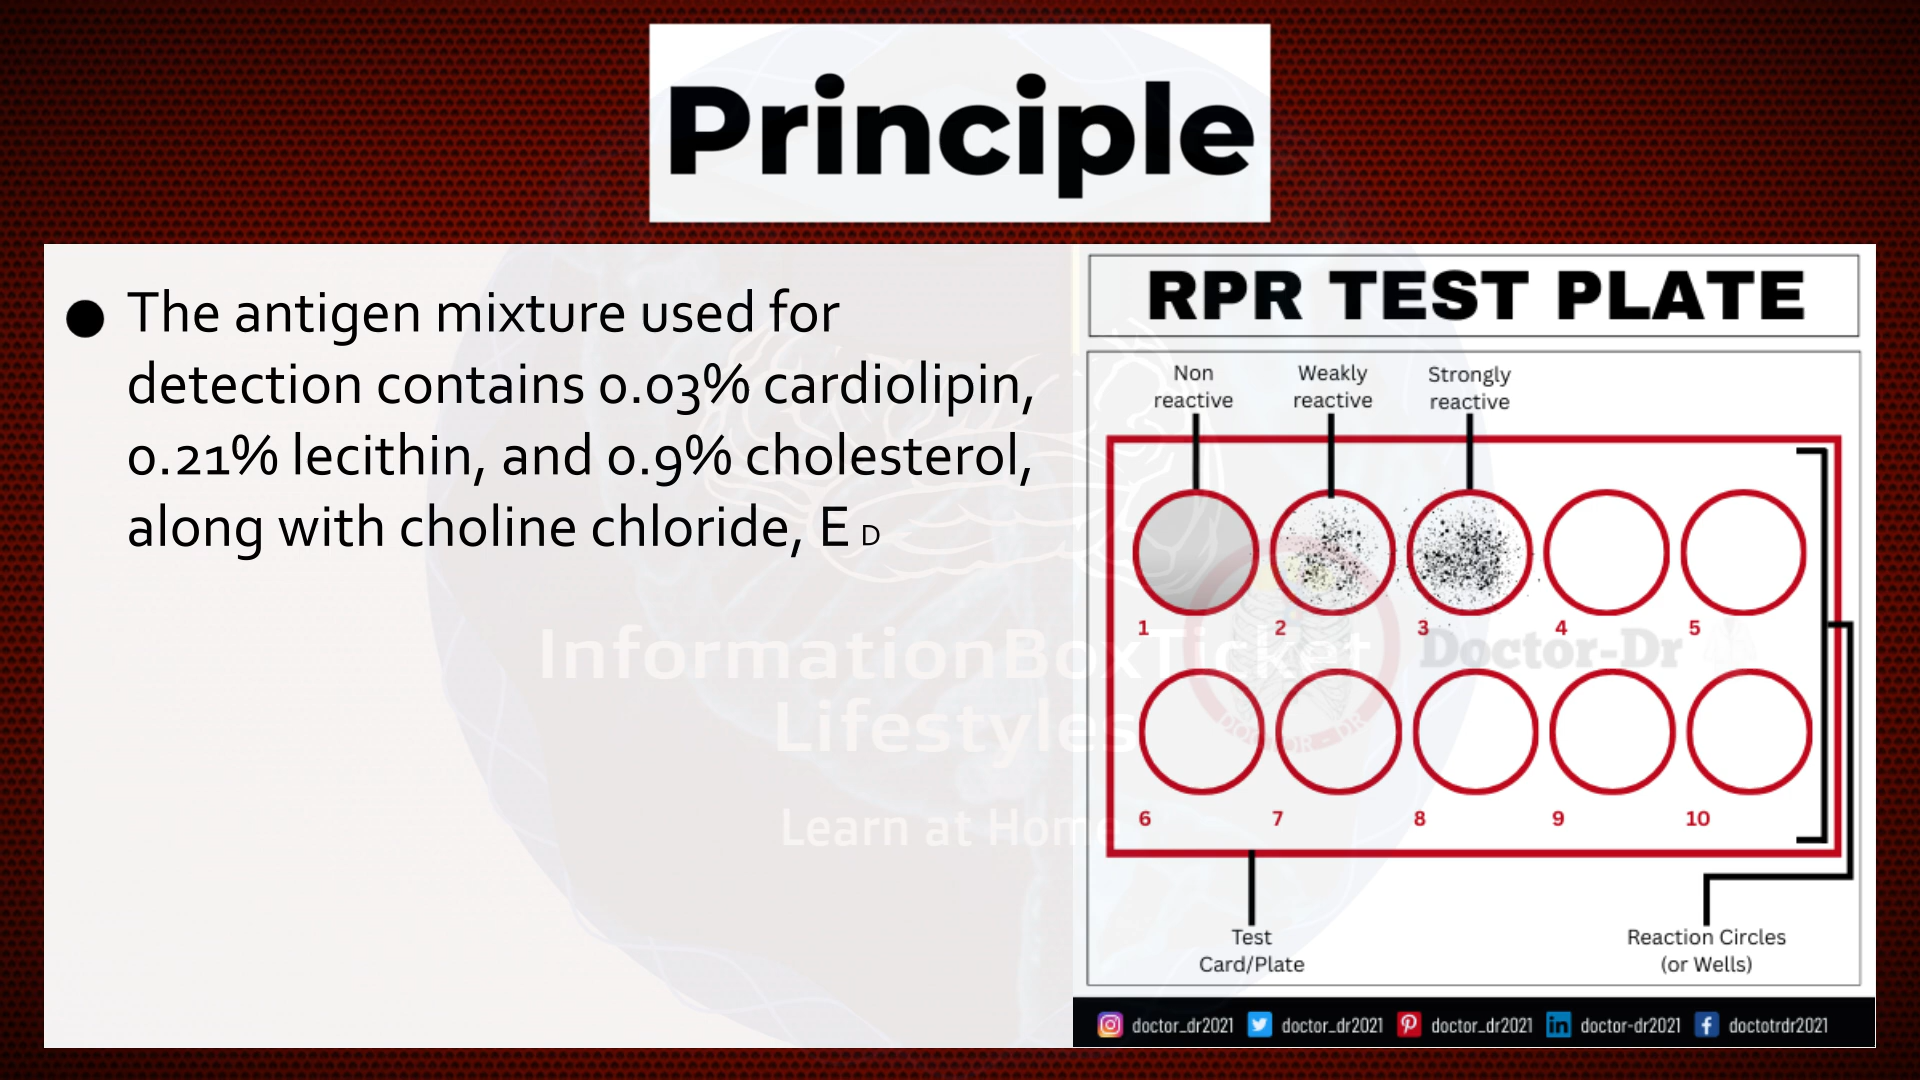 Principle
● The antigen mixture used for
detection contains 0.03% cardiolipin,
0.21% lecithin, and 0.9% cholesterol,
along with choline chloride, E D
InformationBoxTicket
Lifestyles
Learn at Home
RPR TEST PLATE
Non
reactive
Weakly
reactive
Strongly
reactive
1 2 3 4 5
Doctor-Dr
DOCTOR - DR
6 7 8 9 10
Test
Card/Plate
Reaction Circles
(or Wells)
doctor_dr2021 doctor_dr2021 doctor_dr2021 doctor-dr2021 doctotrdr2021